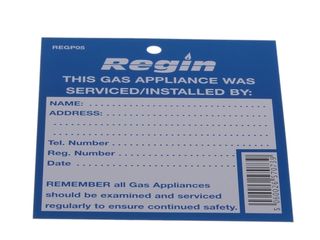 REGP05
Regin
THIS GAS APPLIANCE WAS
SERVICED/INSTALLED BY:
NAME:
ADDRESS:
Tel. Number
Reg. Number
Date
REMEMBER all Gas Appliances
should be examined and serviced
regularly to ensure continued safety.